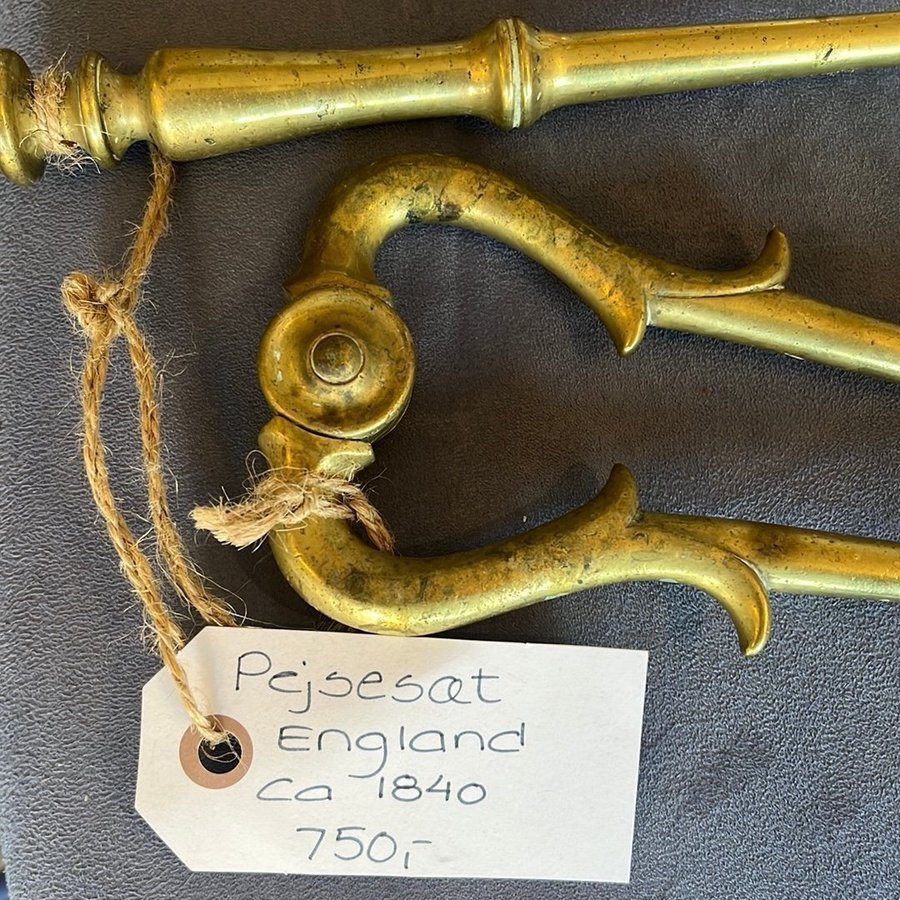 Pejsesæt
England
Ca 1840
750,-